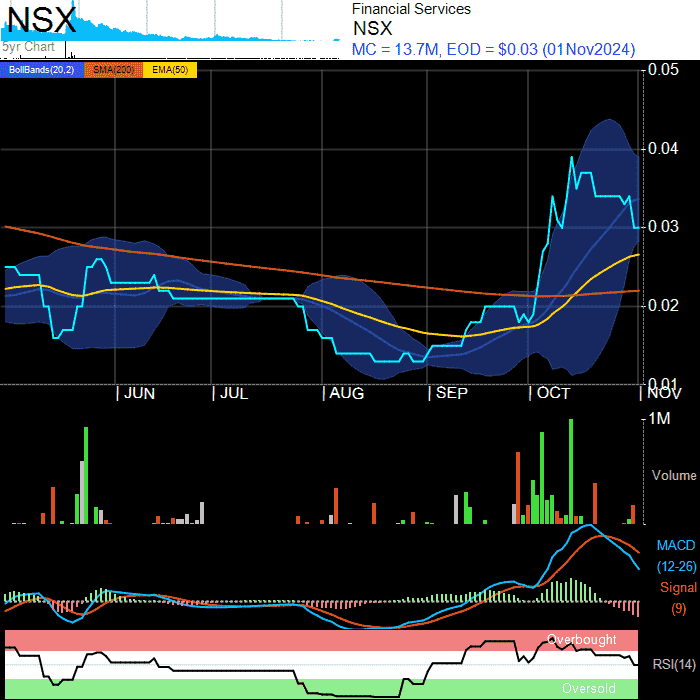 NSX
5yr Chart
Financial Services
NSX
MC = 13.7M, EOD = $0.03 (01Nov2024)
BollBands(20,2) SMA(200) EMA(50)
0.05
0.04
0.03
0.02
0.01
JUN JUL AUG SEP OCT NOV
1M
Volume
MACD
(12-26)
Signal
(9)
Overbought
RSI(14)
Oversold